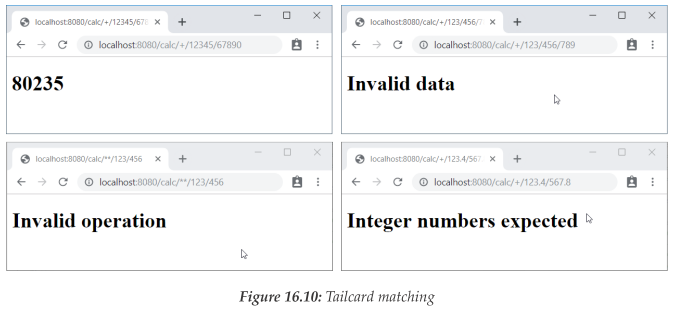 localhost:8080/calc/+/12345/678
localhost:8080/calc/+/12345/67890
80235
localhost:8080/calc/+/123/456/7
localhost:8080/calc/+/123/456/789
Invalid data
localhost:8080/calc/**/123/456
localhost:8080/calc/**/123/456
Invalid operation
localhost:8080/calc/+/123.4/567.
localhost:8080/calc/+/123.4/567.8
Integer numbers expected
Figure 16.10: Tailcard matching